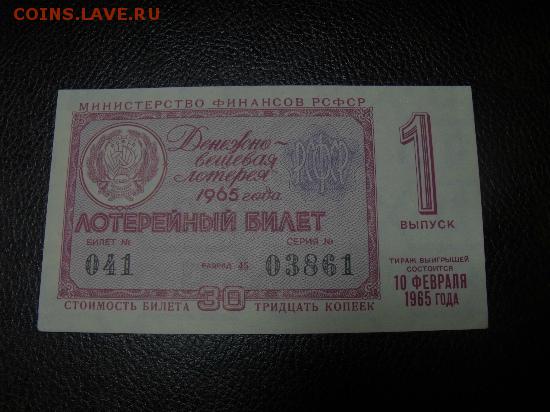 COINS.LAVE.RU
МИНИСТЕРСТВО ФИНАНСОВ РСФСР
Денежно-
вещевая
лотерея
1965 года
РСФСР
ЛОТЕРЕЙНЫЙ БИЛЕТ
БИЛЕТ № СЕРИЯ №
041 РАЗРЯД 45 03861
СТОИМОСТЬ БИЛЕТА 30 ТРИДЦАТЬ КОПЕЕК
1
ВЫПУСК
ТИРАЖ ВЫИГРЫШЕЙ
СОСТОИТСЯ
10 ФЕВРАЛЯ
1965 ГОДА